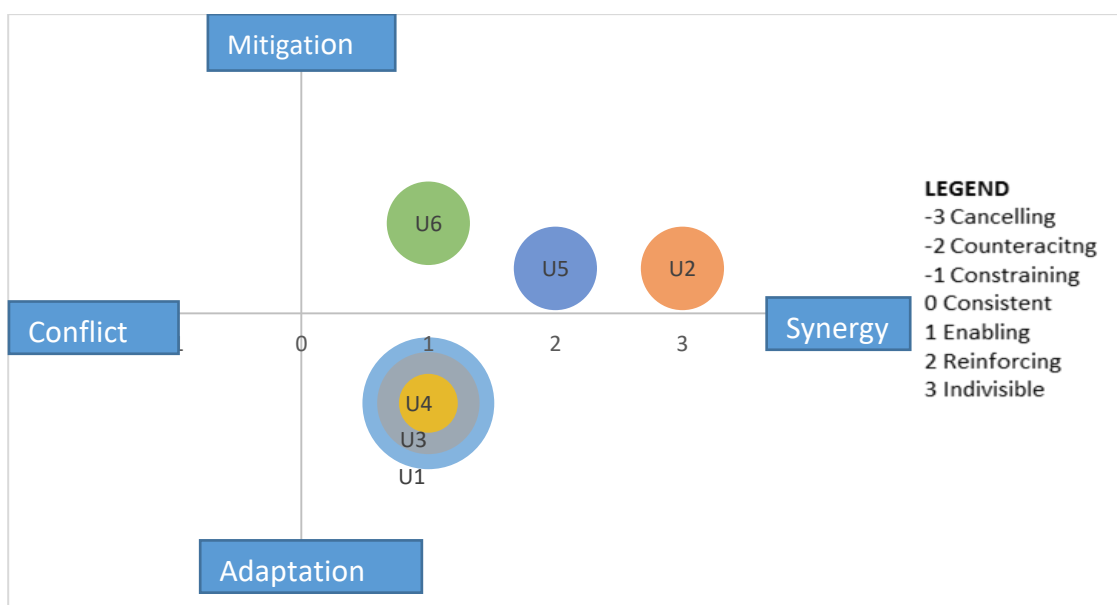 Mitigation
U6
U5
U2
LEGEND
-3 Cancelling
-2 Counteracitng
-1 Constraining
0 Consistent
1 Enabling
2 Reinforcing
3 Indivisible
Conflict
Synergy
0
1
2
3
U4
U3
U1
Adaptation